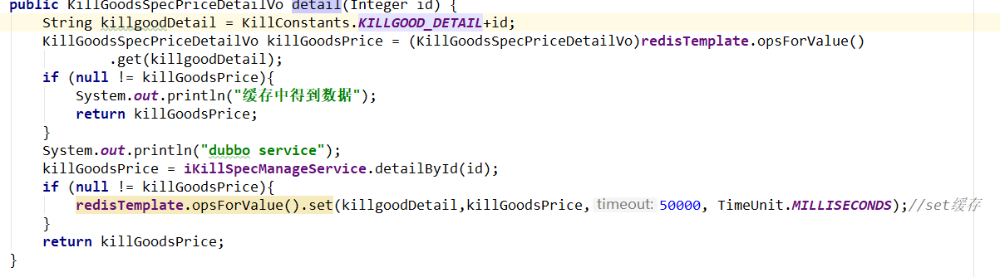 public KillGoodsSpecPriceDetailVo detail(Integer id) {
String killgoodDetail = KillConstants.KILLGOOD_DETAIL+id;
KillGoodsSpecPriceDetailVo killGoodsPrice = (KillGoodsSpecPriceDetailVo)redisTemplate.opsForValue()
.get(killgoodDetail);
if (null != killGoodsPrice){
System.out.println("缓存中得到数据");
return killGoodsPrice;
}
System.out.println("dubbo service");
killGoodsPrice = iKillSpecManageService.detailById(id);
if (null != killGoodsPrice){
redisTemplate.opsForValue().set(killgoodDetail,killGoodsPrice, timeout: 50000, TimeUnit.MILLISECONDS);//set缓存
}
return killGoodsPrice;
}